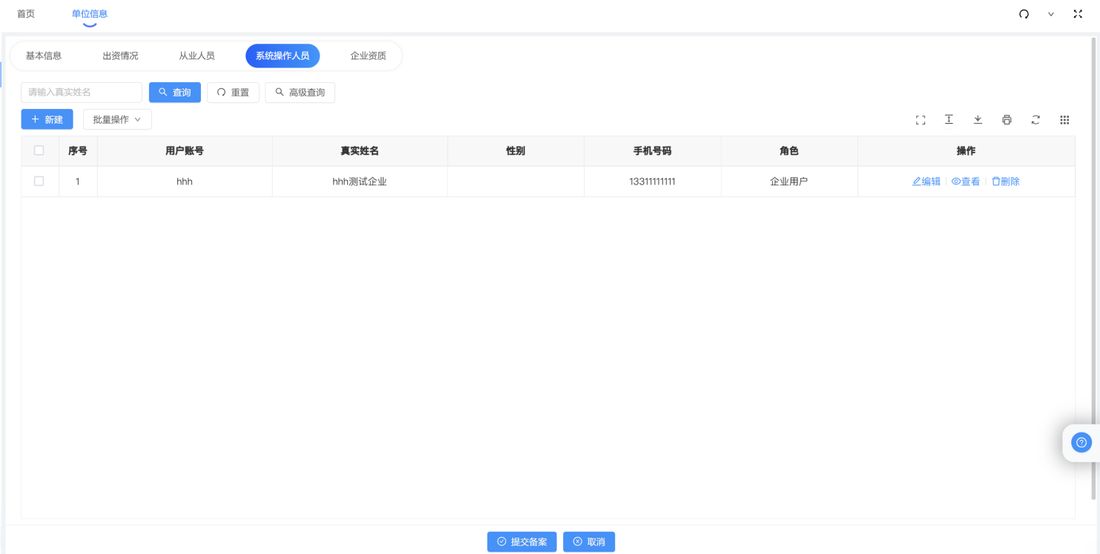 首页 单位信息
基本信息 出资情况 从业人员 系统操作人员 企业资质
请输入真实姓名 查询 重置 高级查询
新建 批量操作
序号 用户账号 真实姓名 性别 手机号码 角色 操作
1 hhh hhh测试企业 13311111111 企业用户 编辑 查看 删除
提交备案 取消